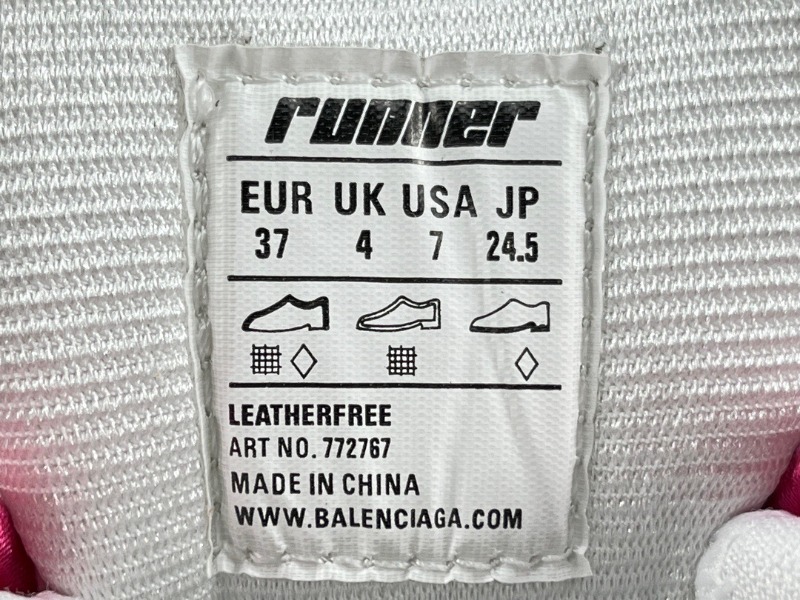 runner
EUR UK USA JP
37 4 7 24.5
LEATHERFREE
ART NO. 772767
MADE IN CHINA
WWW.BALENCIAGA.COM